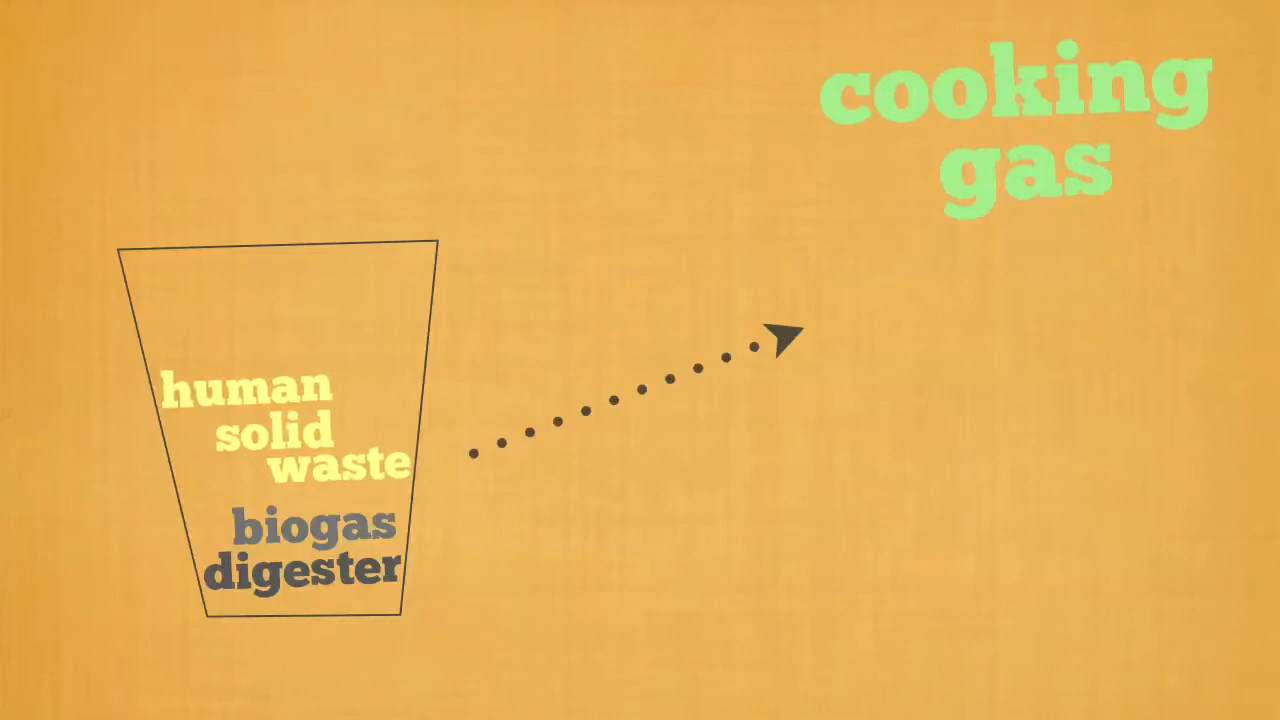 cooking
gas
human
solid
waste
biogas
digester